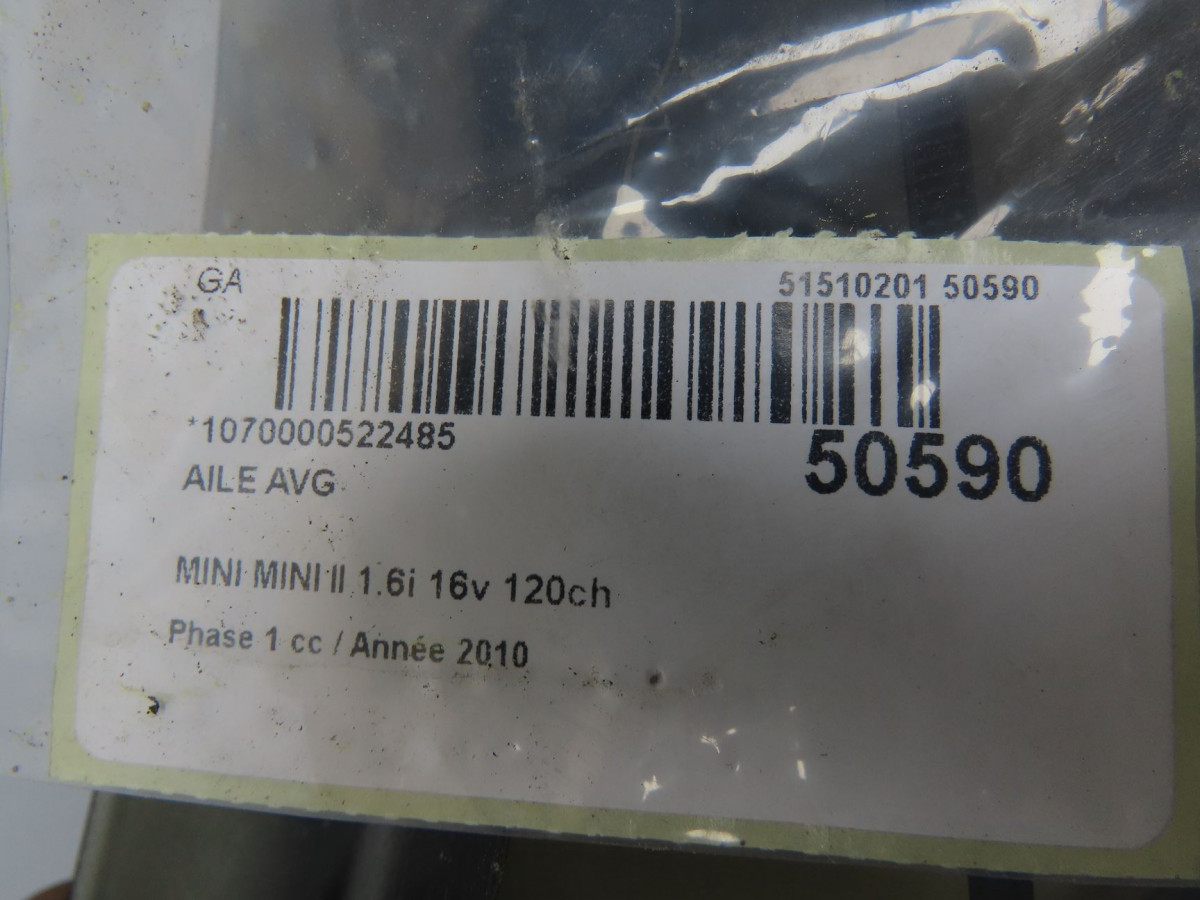 GA
51510201 50590
*1070000522485
50590
AILE AVG
MINI MINI II 1.6i 16v 120ch
Phase 1 cc / Année 2010